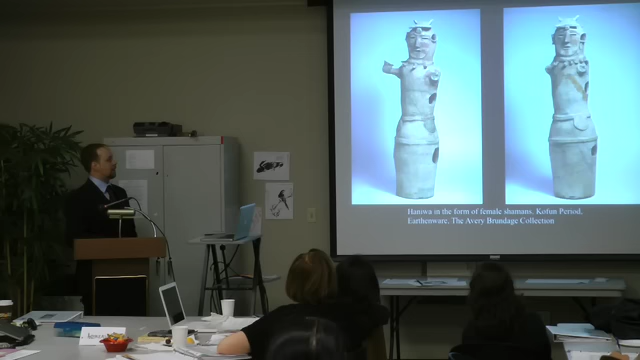 Haniwa in the form of female shamans, Kofun Period,
Earthenware, The Avery Brundage Collection